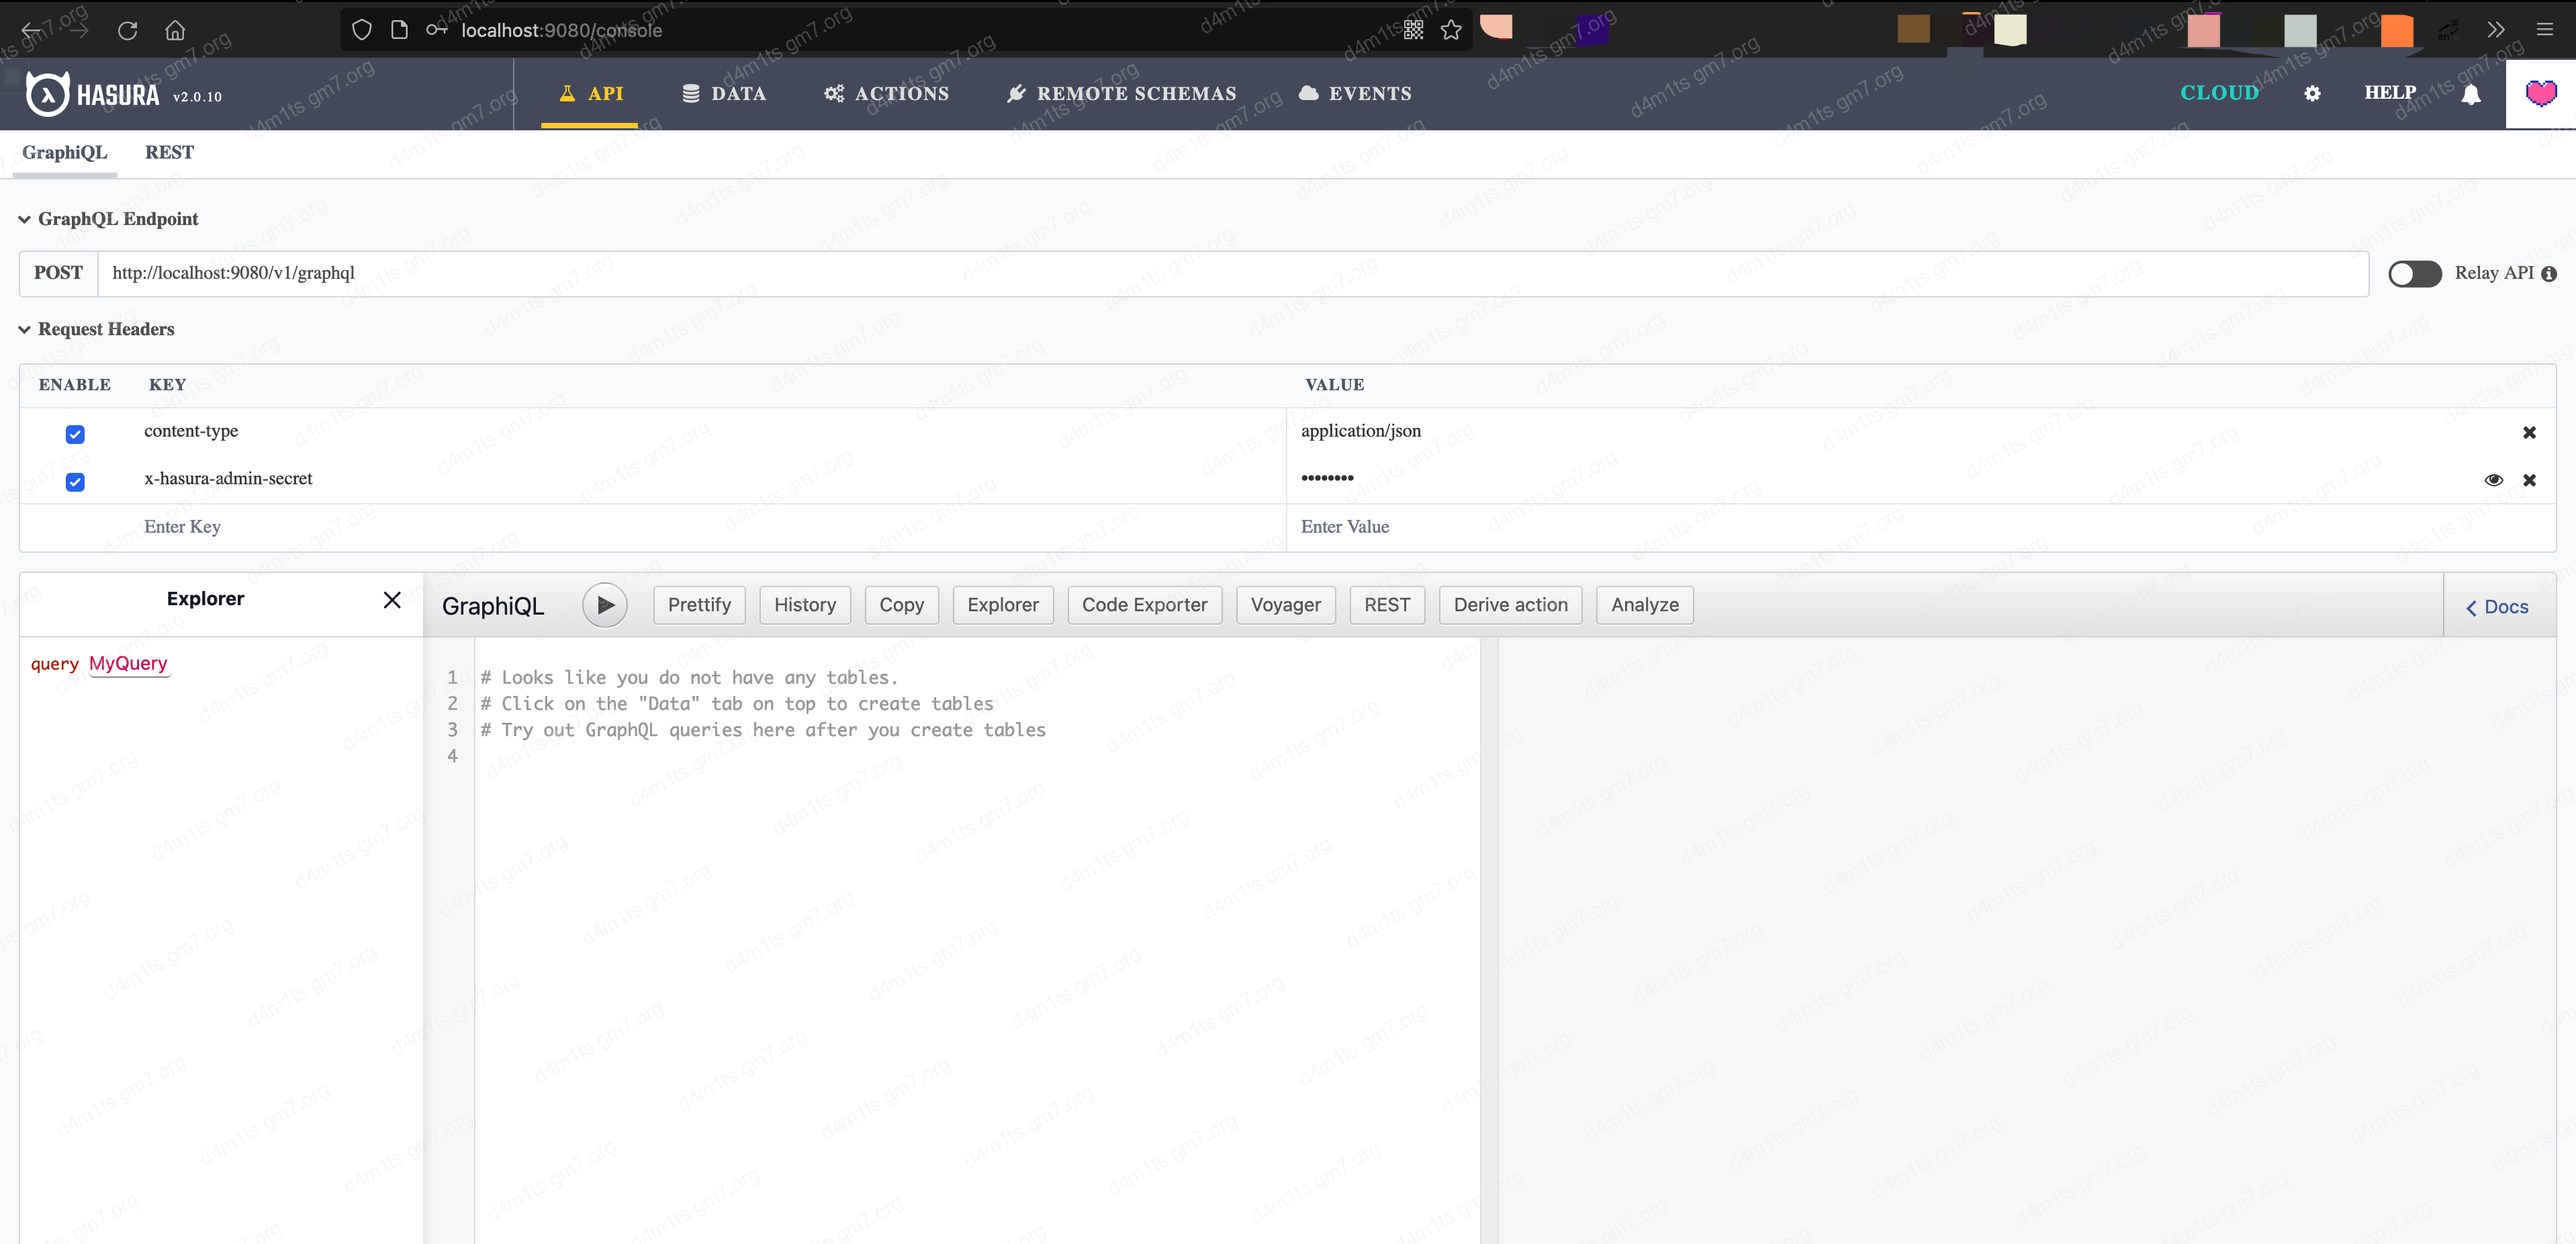 localhost:9080/console
HASURA v2.0.10
API DATA ACTIONS REMOTE SCHEMAS EVENTS
CLOUD HELP
GraphiQL REST
GraphQL Endpoint
POST http://localhost:9080/v1/graphql Relay API
Request Headers
ENABLE KEY VALUE
content-type application/json
x-hasura-admin-secret ••••••••
Enter Key Enter Value
Explorer
GraphiQL Prettify History Copy Explorer Code Exporter Voyager REST Derive action Analyze Docs
query MyQuery
1 # Looks like you do not have any tables.
2 # Click on the "Data" tab on top to create tables
3 # Try out GraphQL queries here after you create tables
4
d4m1ts gm7.org